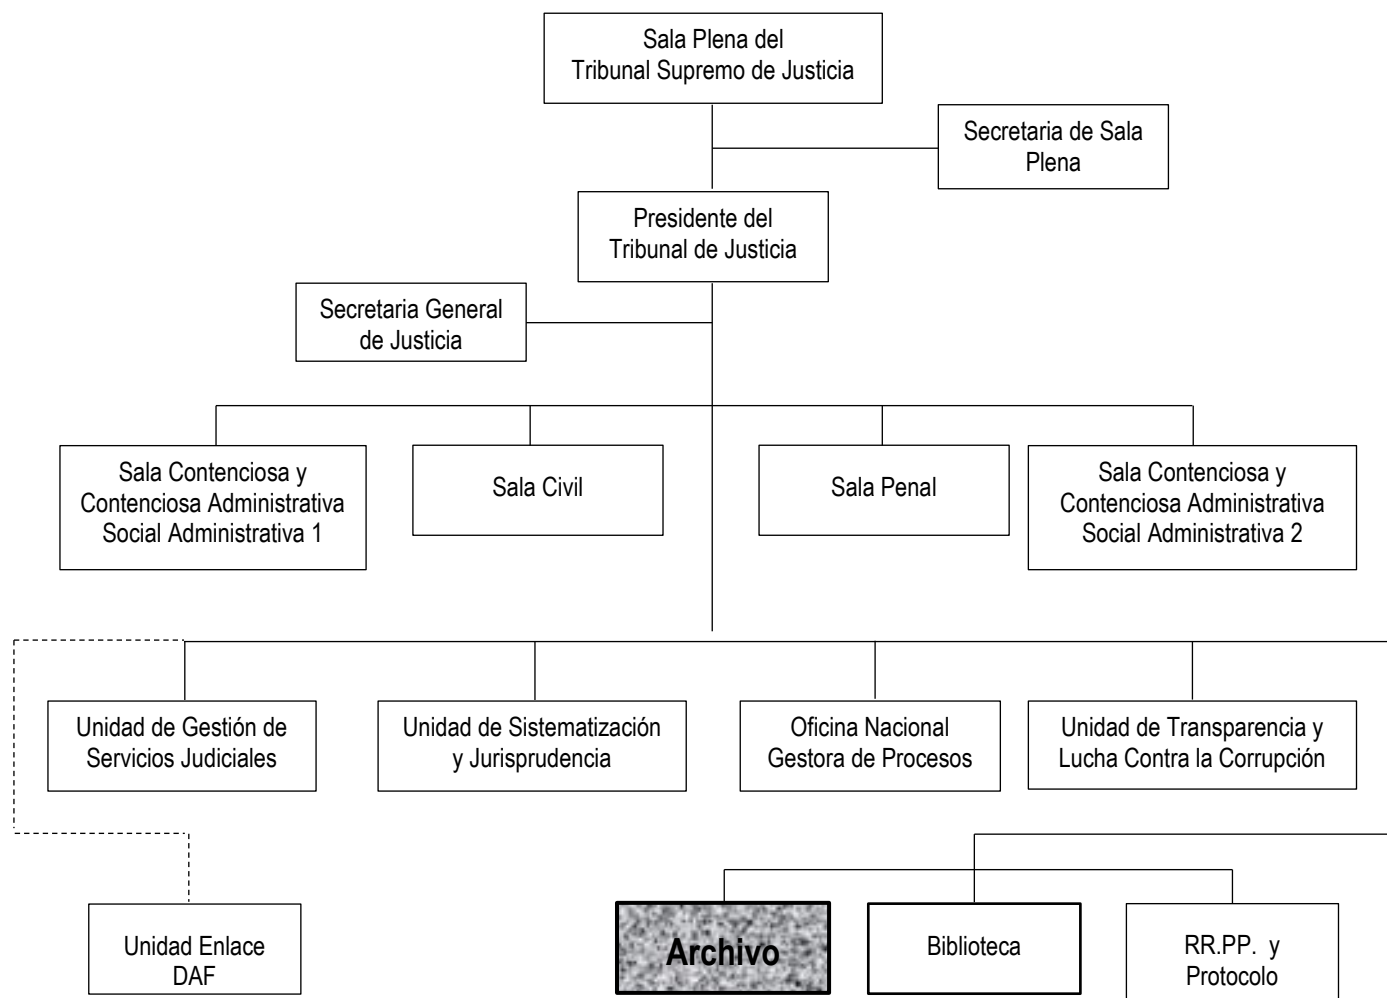 Sala Plena del
Tribunal Supremo de Justicia
Secretaria de Sala
Plena
Presidente del
Tribunal de Justicia
Secretaria General
de Justicia
Sala Contenciosa y
Contenciosa Administrativa
Social Administrativa 1
Sala Civil
Sala Penal
Sala Contenciosa y
Contenciosa Administrativa
Social Administrativa 2
Unidad de Gestión de
Servicios Judiciales
Unidad de Sistematización
y Jurisprudencia
Oficina Nacional
Gestora de Procesos
Unidad de Transparencia y
Lucha Contra la Corrupción
Unidad Enlace
DAF
Archivo
Biblioteca
RR.PP. y
Protocolo